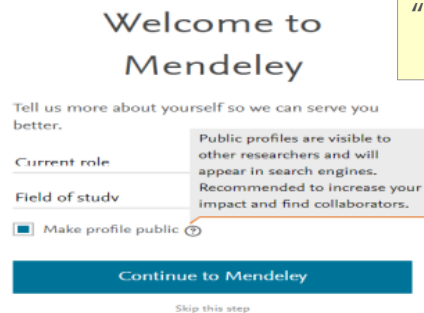 Welcome to
Mendeley
“
Tell us more about yourself so we can serve you
better.
Current role
Public profiles are visible to
other researchers and will
appear in search engines.
Recommended to increase your
impact and find collaborators.
Field of study
Make profile public ?
Continue to Mendeley
Skip this step